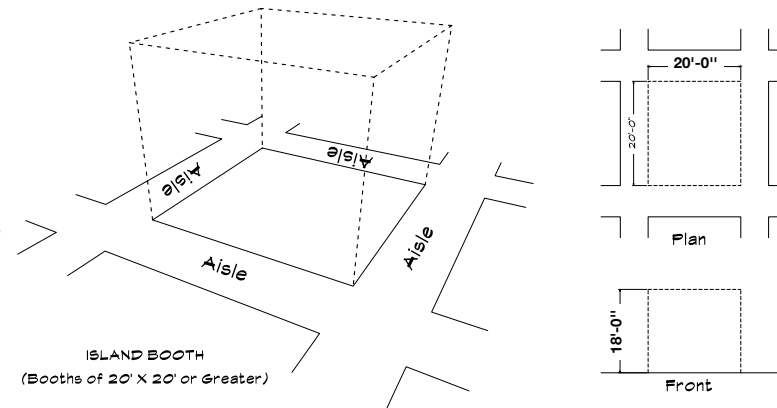 Aisle
Aisle
Aisle
Aisle
ISLAND BOOTH
(Booths of 20' X 20' or Greater)
20'-0"
20'-0"
Plan
18'-0"
Front